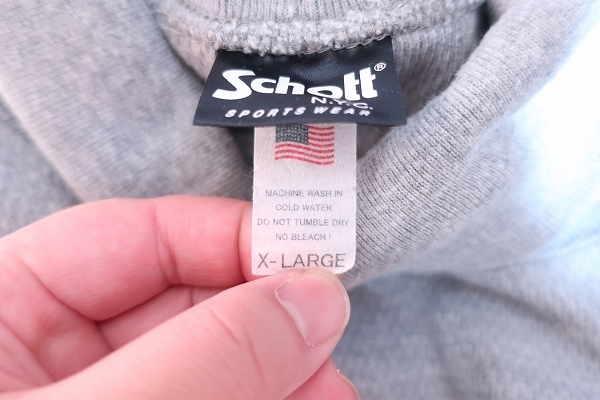 Schott®
N.Y.C.
SPORTS WEAR
MACHINE WASH IN
COLD WATER
DO NOT TUMBLE DRY
NO BLEACH !
X-LARGE